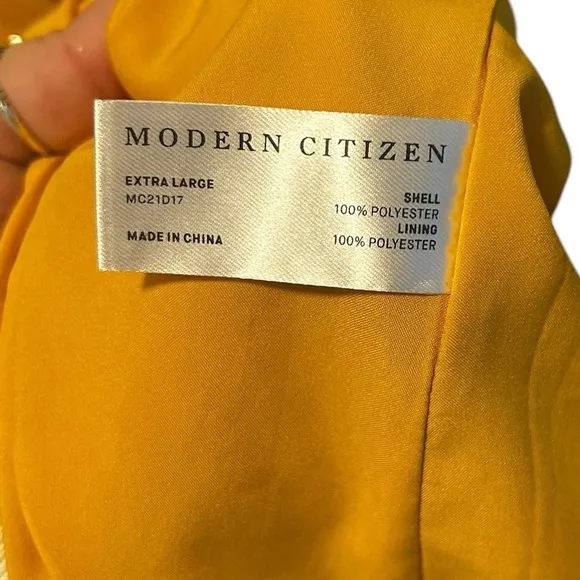 MODERN CITIZEN
EXTRA LARGE
MC21D17
MADE IN CHINA
SHELL
100% POLYESTER
LINING
100% POLYESTER